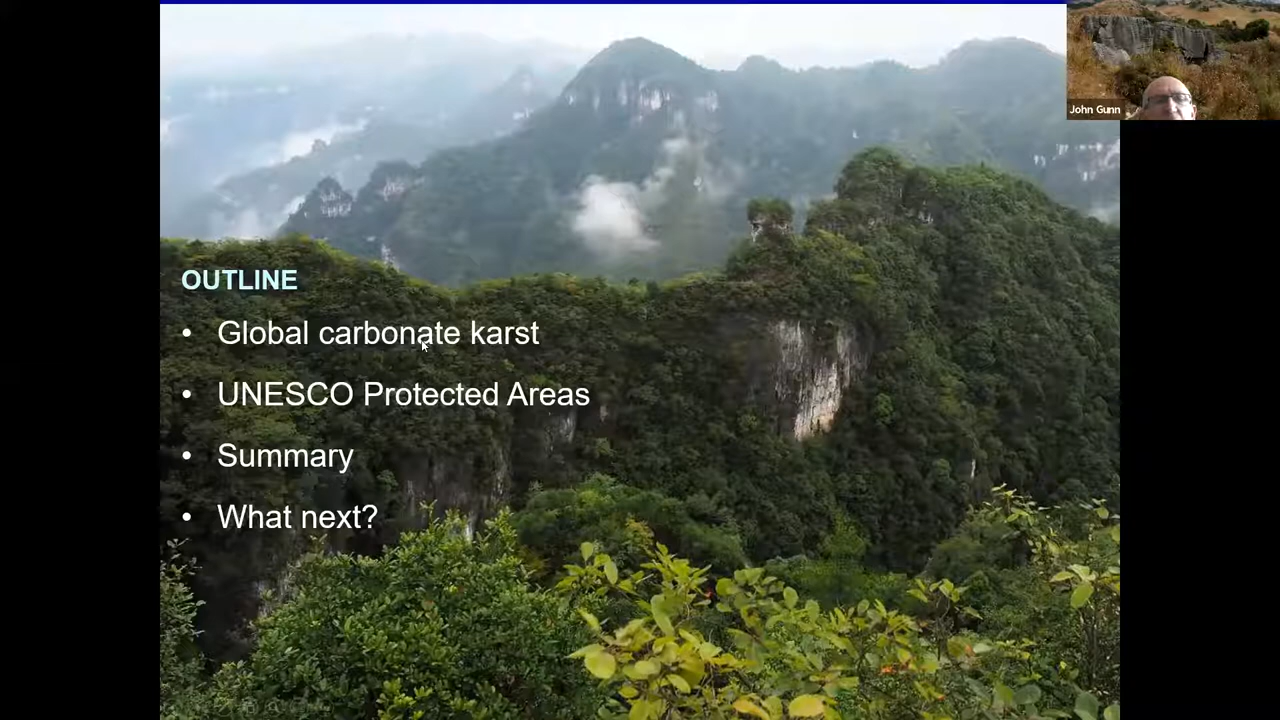 John Gunn
OUTLINE
• Global carbonate karst
• UNESCO Protected Areas
• Summary
• What next?